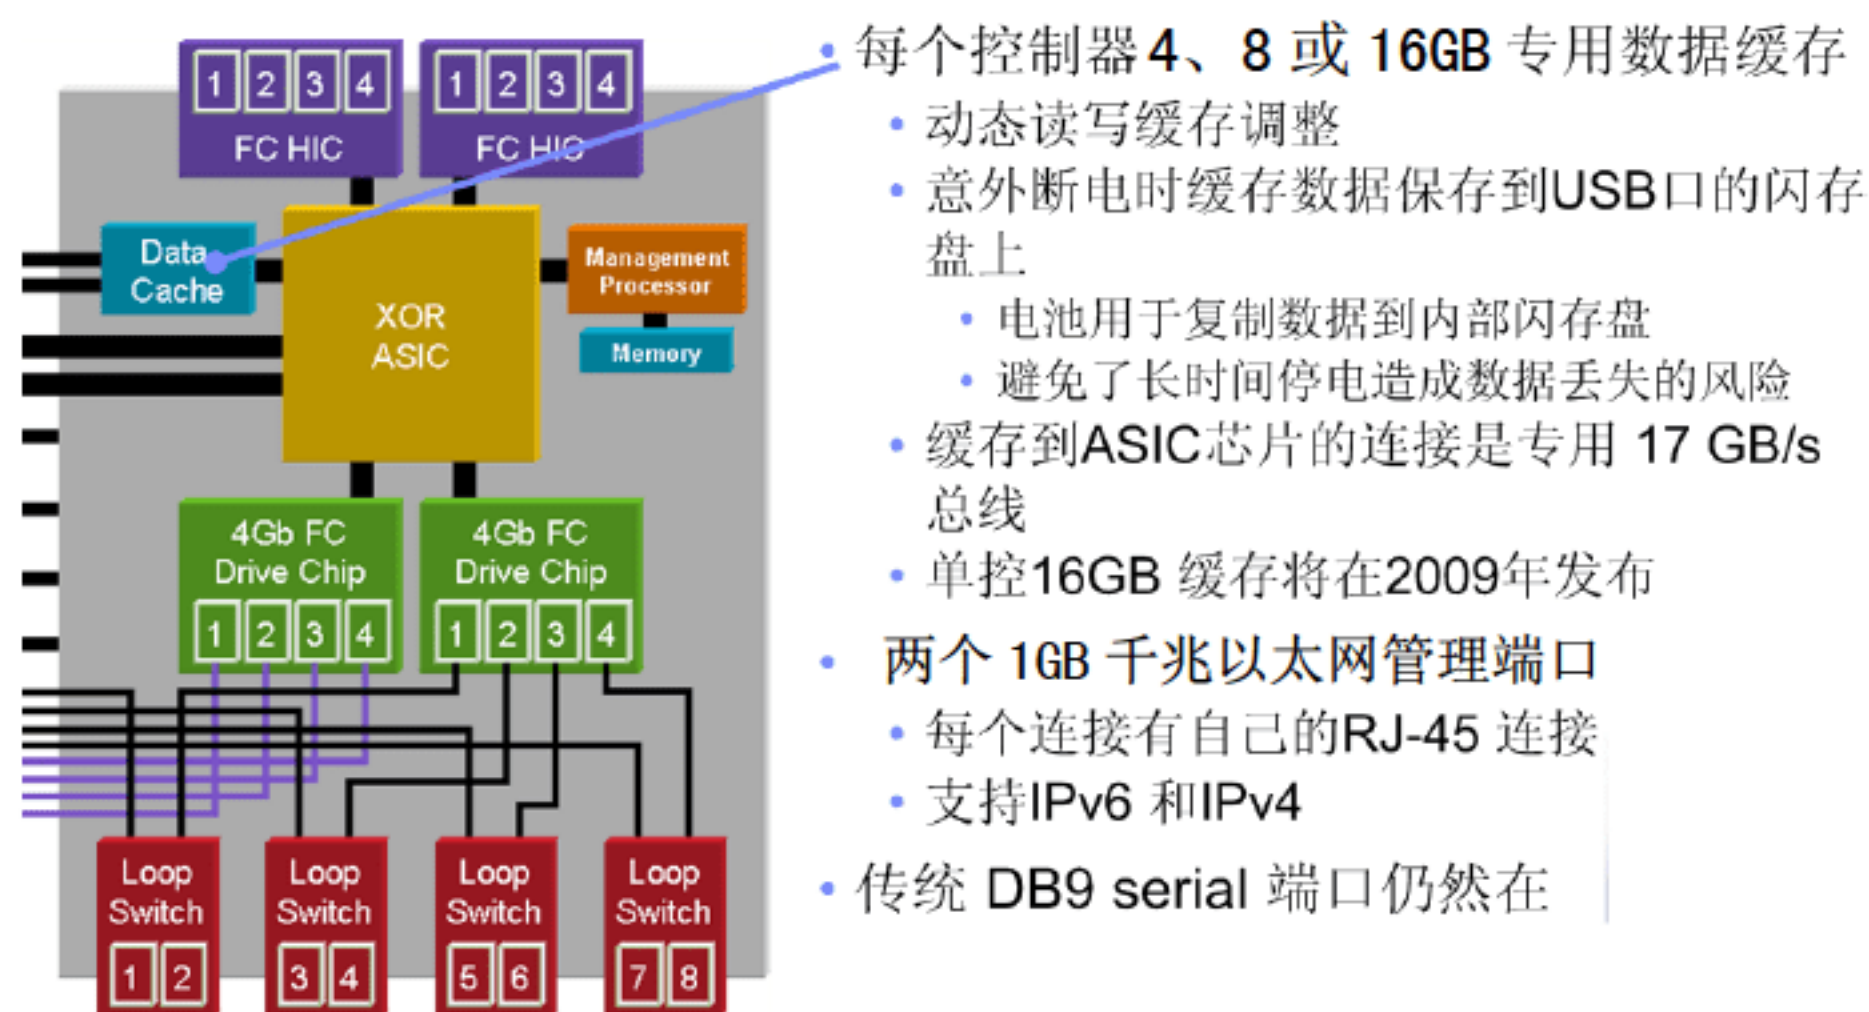 1 2 3 4
FC HIC
1 2 3 4
FC HIC
Data
Cache
XOR
ASIC
Management
Processor
Memory
4Gb FC
Drive Chip
1 2 3 4
4Gb FC
Drive Chip
1 2 3 4
Loop
Switch
1 2
Loop
Switch
3 4
Loop
Switch
5 6
Loop
Switch
7 8
• 每个控制器 4、8 或 16GB 专用数据缓存
• 动态读写缓存调整
• 意外断电时缓存数据保存到USB口的闪存
盘上
• 电池用于复制数据到内部闪存盘
• 避免了长时间停电造成数据丢失的风险
• 缓存到ASIC芯片的连接是专用 17 GB/s
总线
• 单控16GB 缓存将在2009年发布
• 两个 1GB 千兆以太网管理端口
• 每个连接有自己的RJ-45 连接
• 支持IPv6 和IPv4
• 传统 DB9 serial 端口仍然在